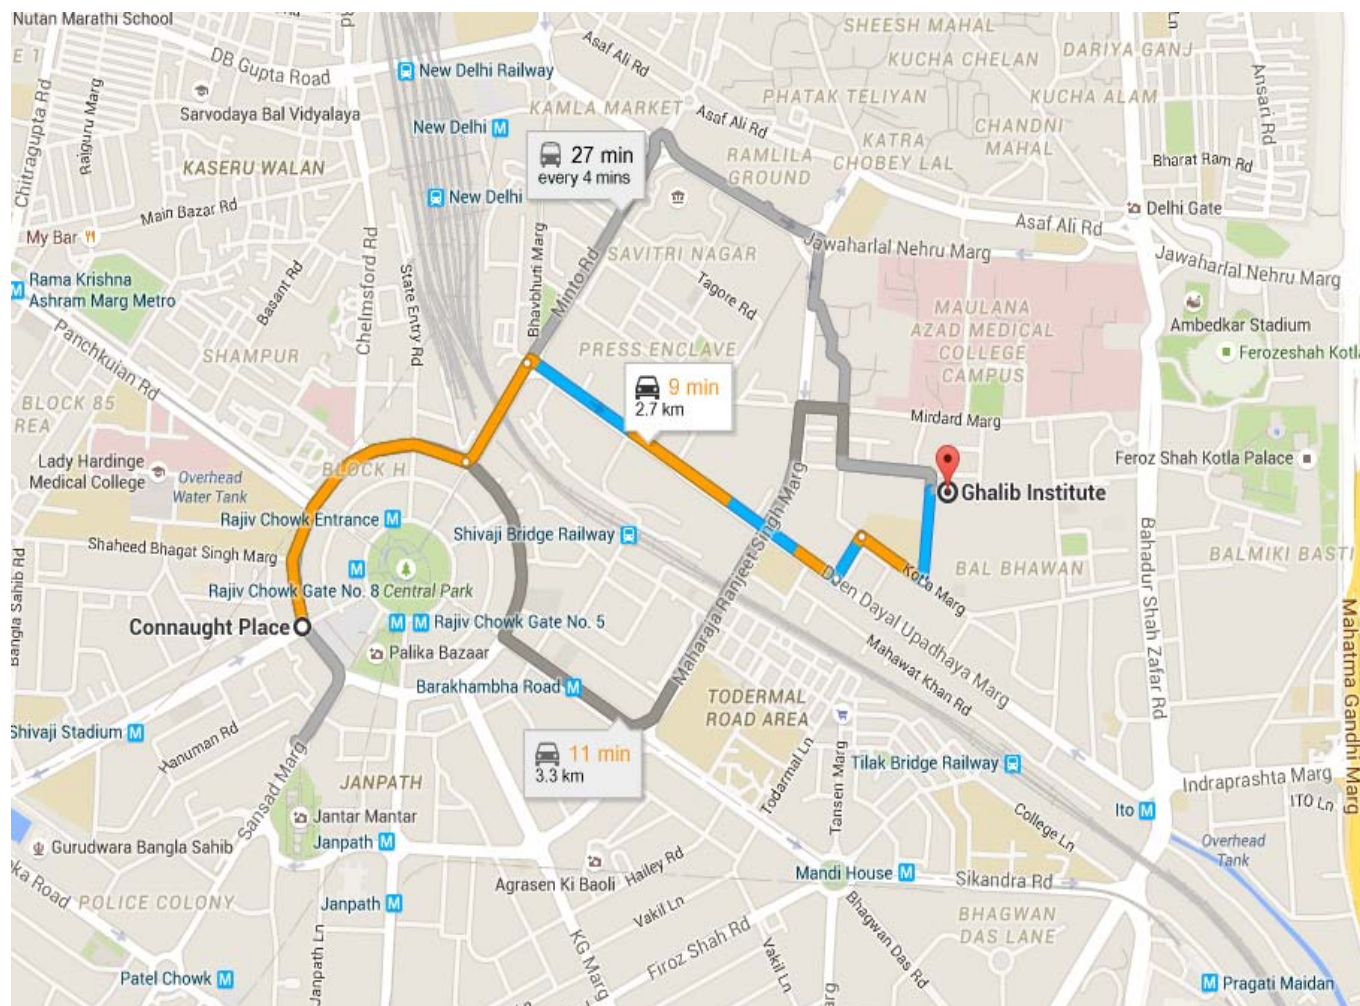 Nutan Marathi School
Ln
SHEESH MAHAL
Asaf Ali Rd
KUCHA CHELAN
DARIYA GANJ
E 1
DB Gupta Road
New Delhi Railway
Ansari Rd
Chitragupta Rd
Rajguru Marg
Sarvodaya Bal Vidyalaya
KAMLA MARKET
PHATAK TELIYAN
KUCHA ALAM
New Delhi
Asaf Ali Rd
KATRA
CHOBEY LAL
CHANDNI
MAHAL
27 min
every 4 mins
RAMLILA
GROUND
Bharat Ram Rd
KASERU WALAN
New Delhi
Main Bazar Rd
Delhi Gate
Asaf Ali Rd
My Bar
Chelmsford Rd
State Entry Rd
Bhavbhuti Marg
Minto Rd
SAVITRI NAGAR
Jawaharlal Nehru Marg
Jawaharlal Nehru Marg
Rama Krishna
Ashram Marg Metro
Basant Rd
Tagore Rd
MAULANA
AZAD MEDICAL
COLLEGE
CAMPUS
Ambedkar Stadium
Panchkuian Rd
SHAMPUR
PRESS ENCLAVE
Ferozeshah Kotla
9 min
2.7 km
BLOCK 85
REA
Mirdard Marg
Lady Hardinge
Medical College
Overhead
Water Tank
BLOCK H
Feroz Shah Kotla Palace
Ghalib Institute
Rajiv Chowk Entrance
Shivaji Bridge Railway
Maharaja Ranjeet Singh Marg
Shaheed Bhagat Singh Marg
BALMIKI BASTI
Bangla Sahib Rd
Rajiv Chowk Gate No. 8
Central Park
Kotla Marg
BAL BHAWAN
Bahadur Shah Zafar Rd
Connaught Place
Rajiv Chowk Gate No. 5
Deen Dayal Upadhaya Marg
Mahatma Gandhi Marg
Palika Bazaar
Mahawat Khan Rd
Barakhambha Road
TODERMAL
ROAD AREA
Shivaji Stadium
Hanuman Rd
11 min
3.3 km
Todarmal Ln
Tansen Marg
Tilak Bridge Railway
Indraprashta Marg
JANPATH
Sansad Marg
Jantar Mantar
Ito
ITO Ln
College Ln
Gurudwara Bangla Sahib
Janpath
Overhead
Tank
Agrasen Ki Baoli
Hailey Rd
Mandi House
Sikandra Rd
oka Road
POLICE COLONY
Janpath
Vakil Ln
BHAGWAN
DAS LANE
Bhagwan Das Rd
Janpath Ln
KG Marg
Firoz Shah Rd
Vakil Ln
Patel Chowk
arg
Pragati Maidan